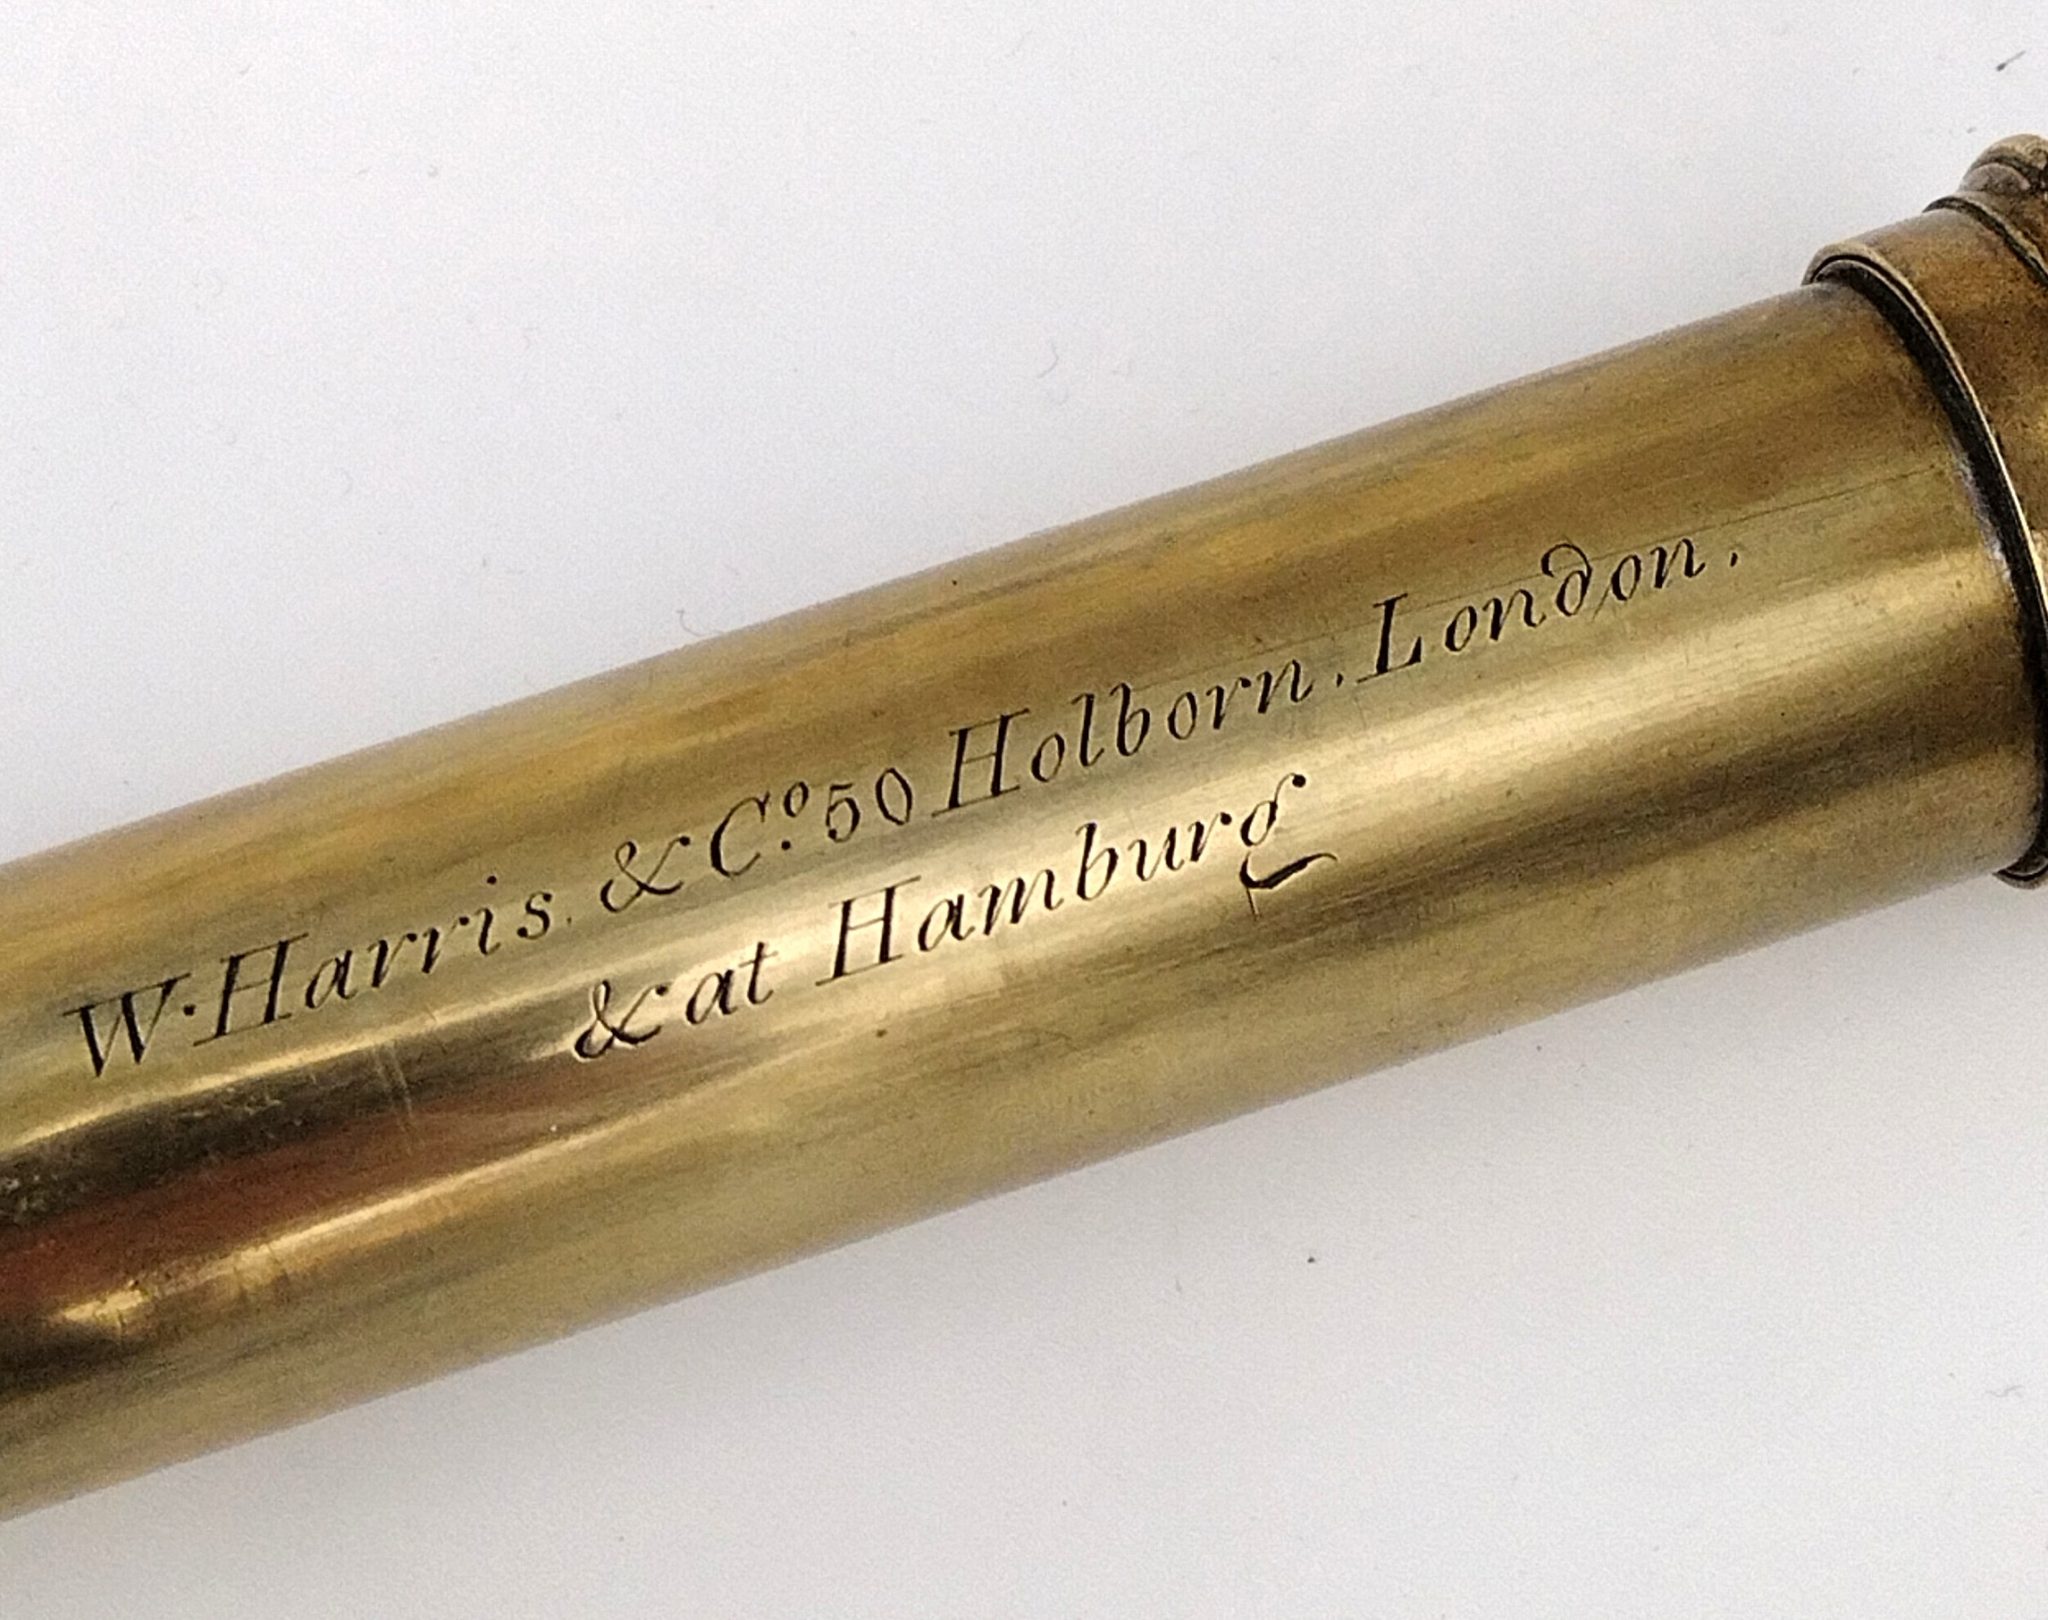 W. Harris & Co. 50 Holborn. London.
& at Hamburg